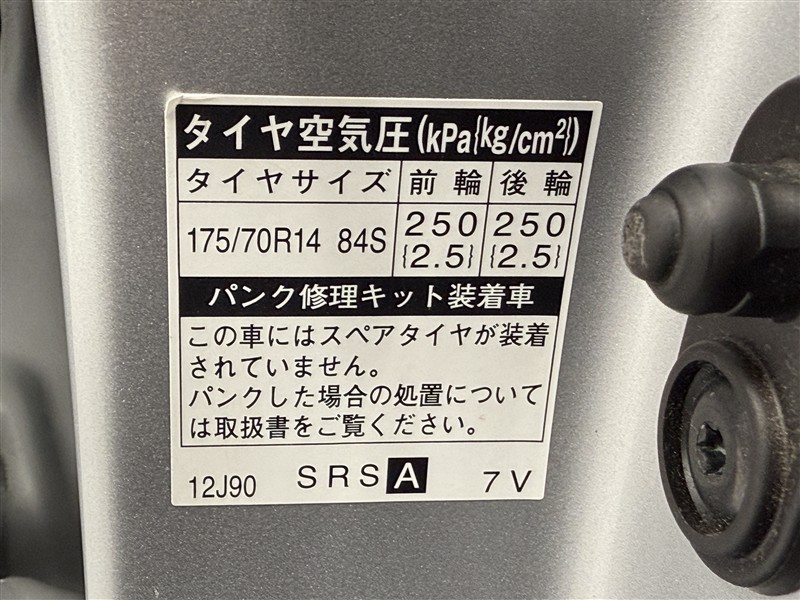 タイヤ空気圧(kPa{kg/cm²})
タイヤサイズ 前輪 後輪
175/70R14 84S 250 {2.5} 250 {2.5}
パンク修理キット装着車
この車にはスペアタイヤが装着
されていません。
パンクした場合の処置について
は取扱書をご覧ください。
12J90 SRS A 7V